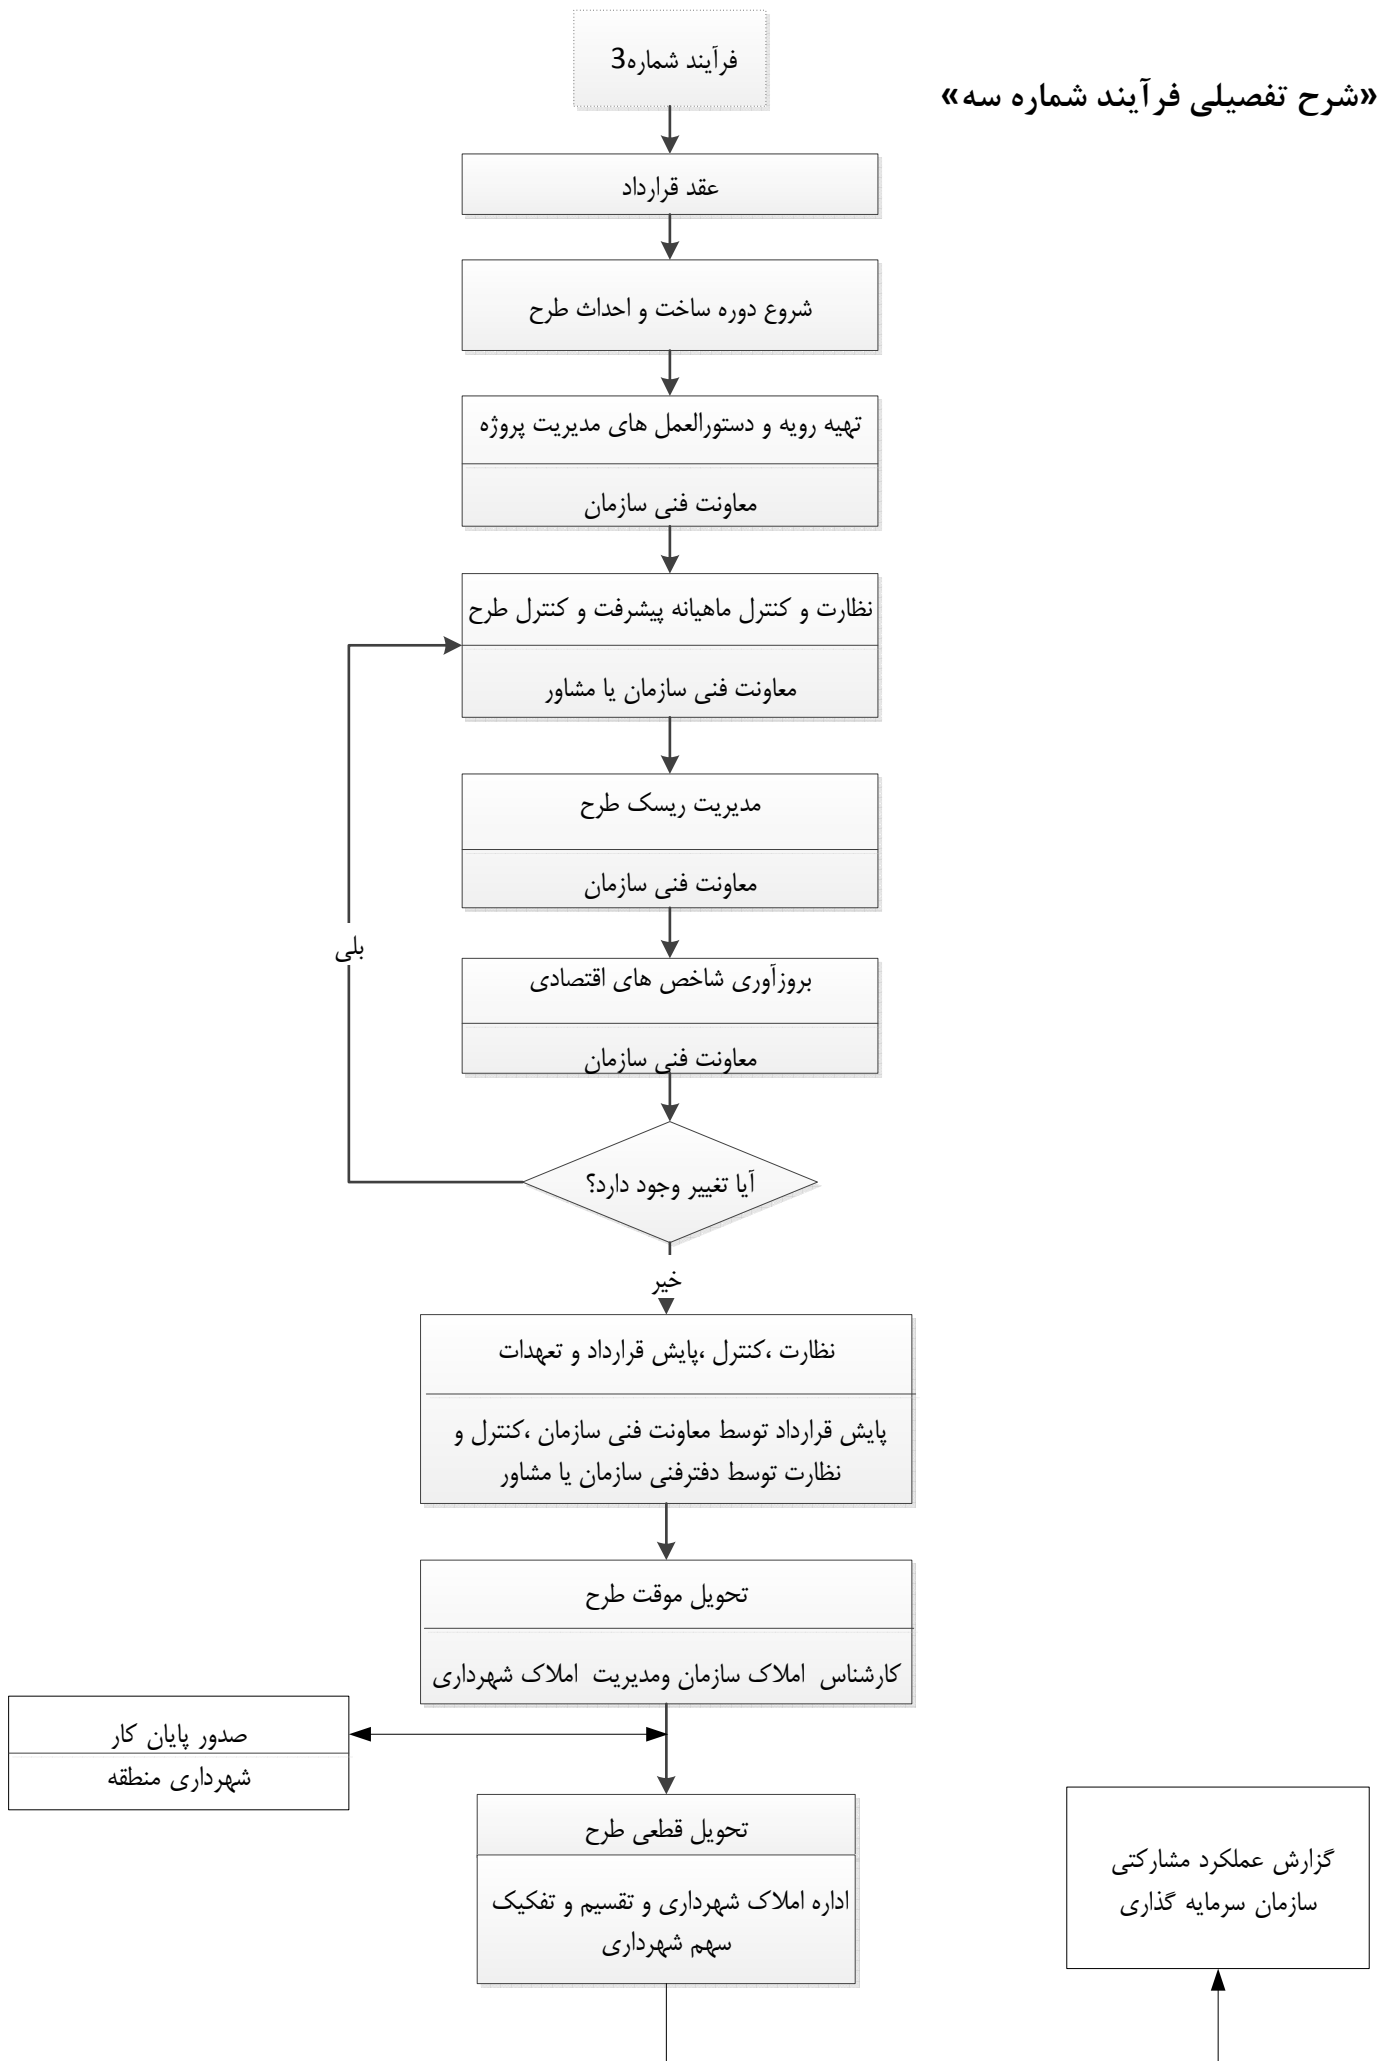 فرآیند شماره3
«شرح تفصیلی فرآیند شماره سه»
عقد قرارداد
شروع دوره ساخت و احداث طرح
تهیه رویه و دستورالعمل های مدیریت پروژه
معاونت فنی سازمان
نظارت و کنترل ماهیانه پیشرفت و کنترل طرح
معاونت فنی سازمان یا مشاور
مدیریت ریسک طرح
معاونت فنی سازمان
بلی
بروزآوری شاخص های اقتصادی
معاونت فنی سازمان
آیا تغییر وجود دارد؟
خیر
نظارت ،کنترل ،پایش قرارداد و تعهدات
پایش قرارداد توسط معاونت فنی سازمان ،کنترل و
نظارت توسط دفترفنی سازمان یا مشاور
تحویل موقت طرح
کارشناس املاک سازمان ومدیریت املاک شهرداری
صدور پایان کار
شهرداری منطقه
تحویل قطعی طرح
اداره املاک شهرداری و تقسیم و تفکیک
سهم شهرداری
گزارش عملکرد مشارکتی
سازمان سرمایه گذاری